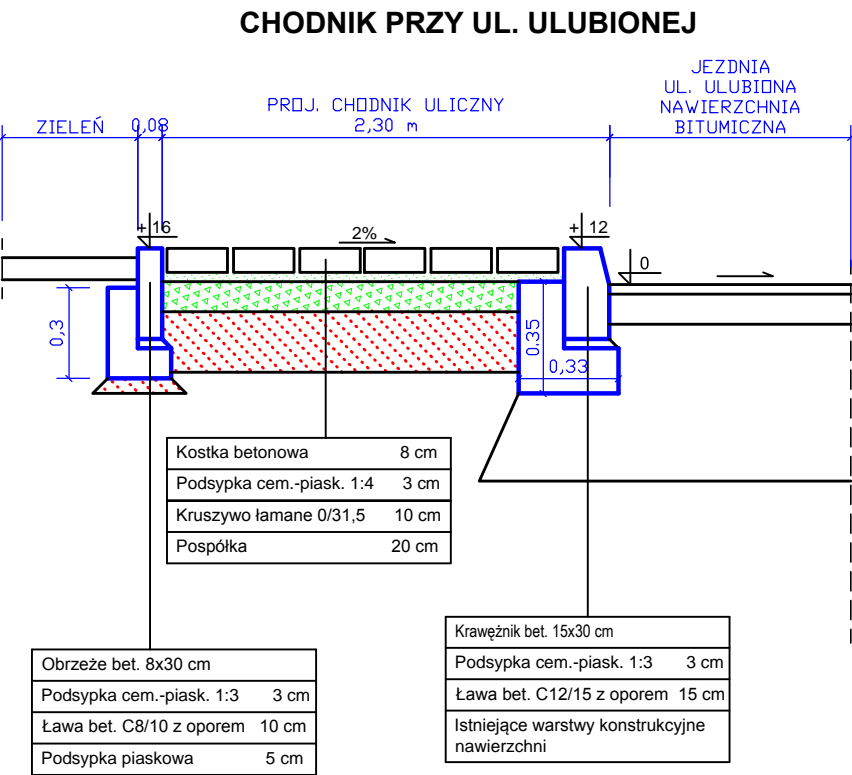 CHODNIK PRZY UL. ULUBIONEJ
JEZDNIA
UL. ULUBIONA
NAWIERZCHNIA
BITUMICZNA
PROJ. CHODNIK ULICZNY
2,30 m
ZIELEŃ
0,08
+16
2%
+12
0
0,3
0,35
0,33
Kostka betonowa 8 cm
Podsypka cem.-piask. 1:4 3 cm
Kruszywo łamane 0/31,5 10 cm
Pospółka 20 cm
Obrzeże bet. 8x30 cm
Podsypka cem.-piask. 1:3 3 cm
Ława bet. C8/10 z oporem 10 cm
Podsypka piaskowa 5 cm
Krawężnik bet. 15x30 cm
Podsypka cem.-piask. 1:3 3 cm
Ława bet. C12/15 z oporem 15 cm
Istniejące warstwy konstrukcyjne
nawierzchni